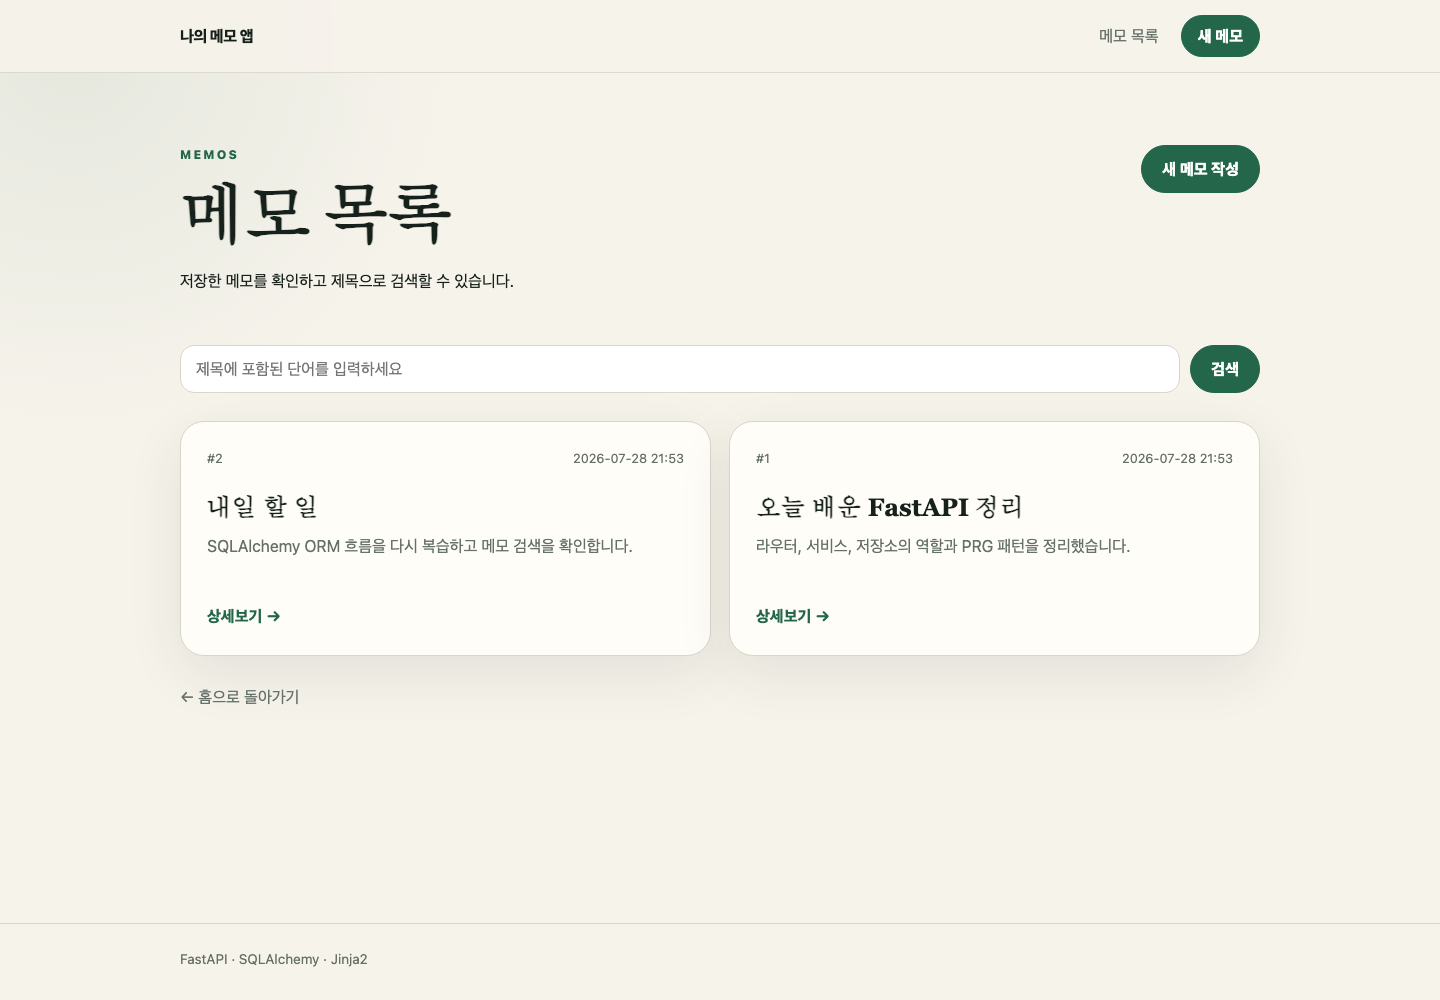 나의 메모 앱
메모 목록
새 메모
MEMOS
메모 목록
새 메모 작성
저장한 메모를 확인하고 제목으로 검색할 수 있습니다.
제목에 포함된 단어를 입력하세요
검색
#2
2026-07-28 21:53
내일 할 일
SQLAlchemy ORM 흐름을 다시 복습하고 메모 검색을 확인합니다.
상세보기 →
#1
2026-07-28 21:53
오늘 배운 FastAPI 정리
라우터, 서비스, 저장소의 역할과 PRG 패턴을 정리했습니다.
상세보기 →
← 홈으로 돌아가기
FastAPI · SQLAlchemy · Jinja2